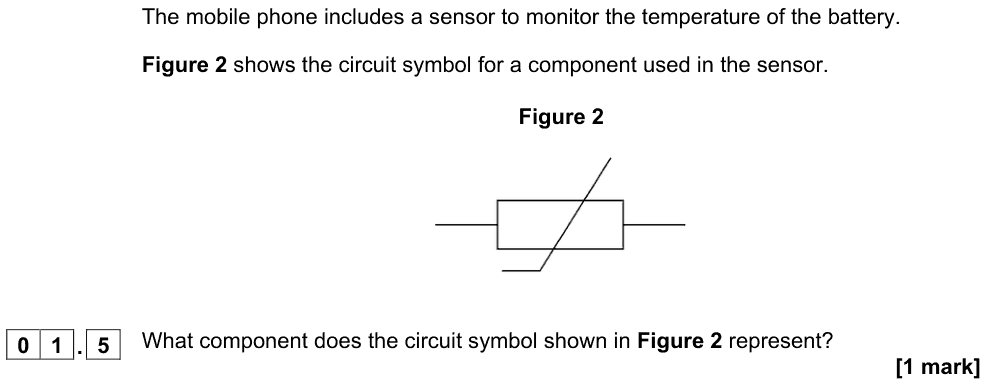 The mobile phone includes a sensor to monitor the temperature of the battery.
Figure 2 shows the circuit symbol for a component used in the sensor.
Figure 2
0 1 . 5 What component does the circuit symbol shown in Figure 2 represent?
[1 mark]